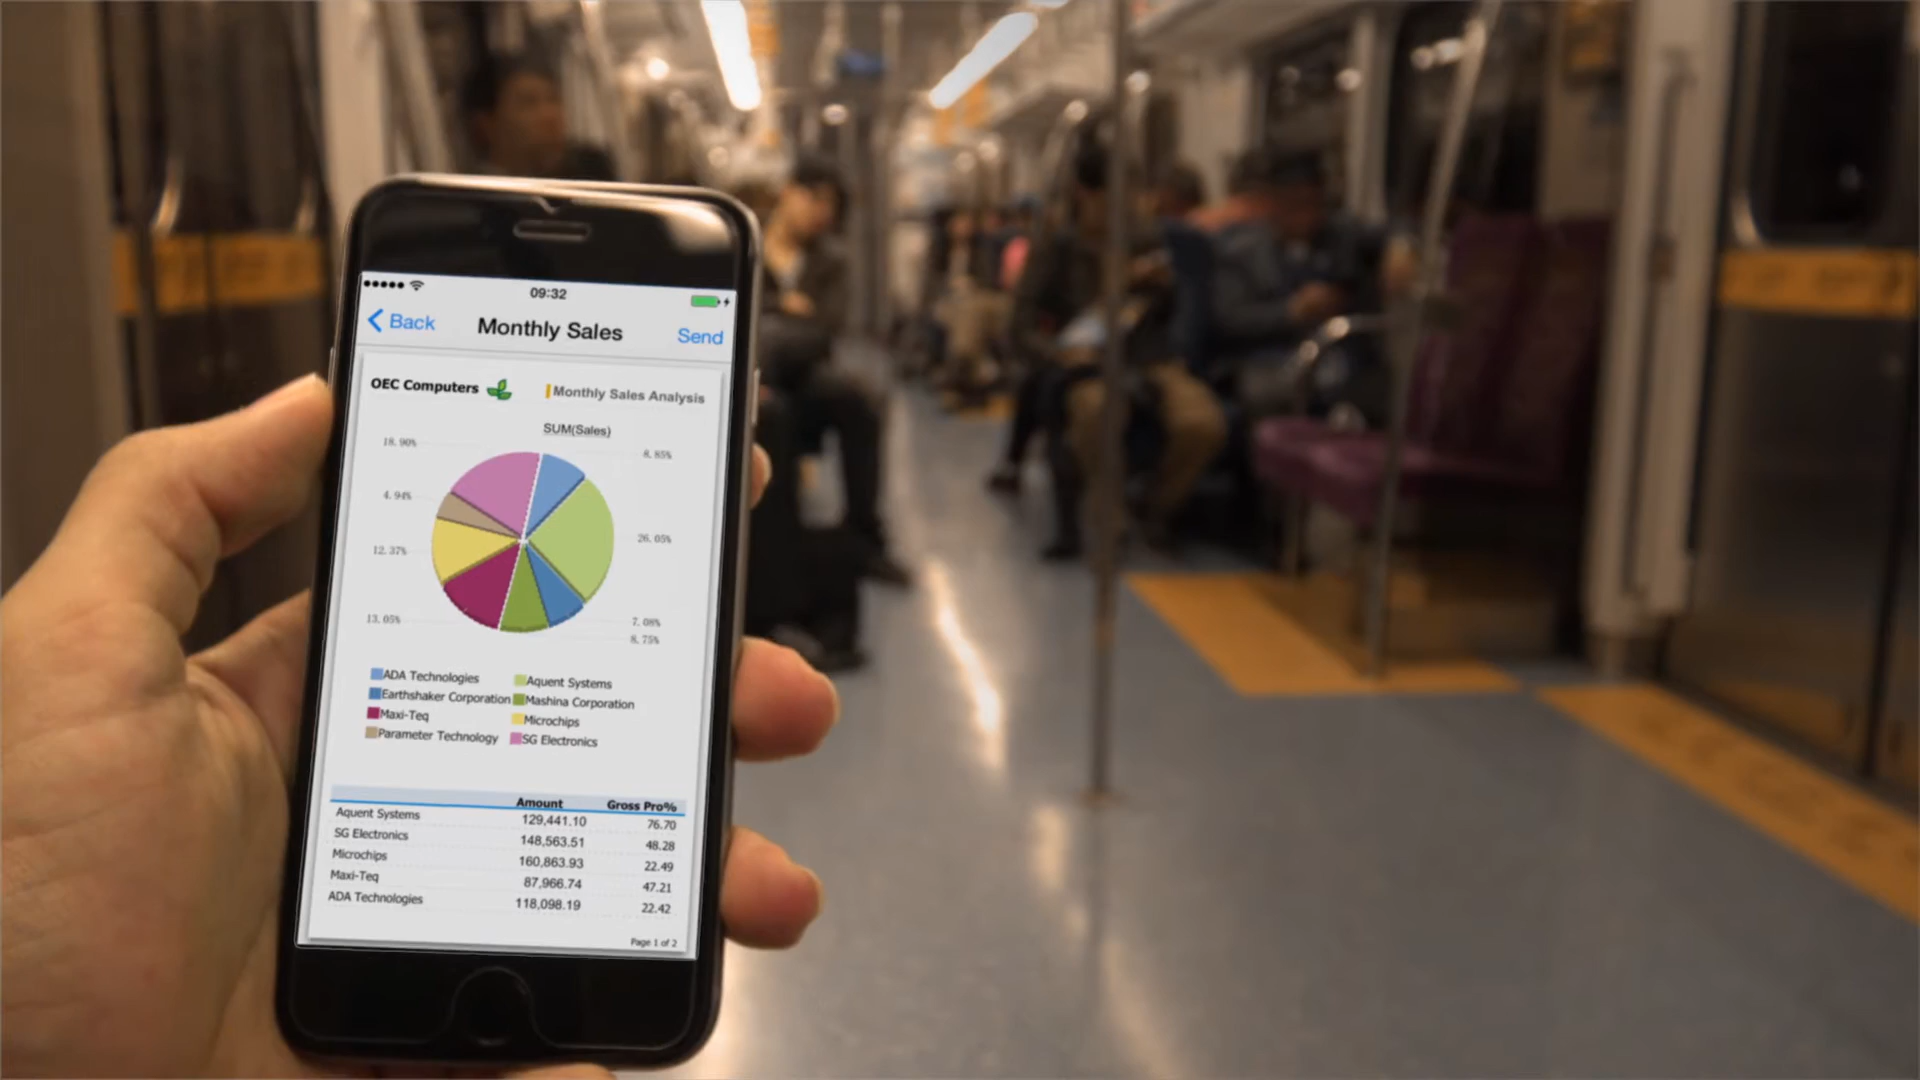 09:32
Back Monthly Sales Send
OEC Computers Monthly Sales Analysis
SUM(Sales)
18.90% 8.85%
4.94%
26.05%
12.37%
13.05% 7.08%
8.75%
ADA Technologies Aquent Systems
Earthshaker Corporation Mashina Corporation
Maxi-Teq Microchips
Parameter Technology SG Electronics
Amount Gross Pro%
Aquent Systems 129,441.10 76.70
SG Electronics 148,563.51 48.28
Microchips 160,863.93 22.49
Maxi-Teq 87,966.74 47.21
ADA Technologies 118,098.19 22.42
Page 1 of 2